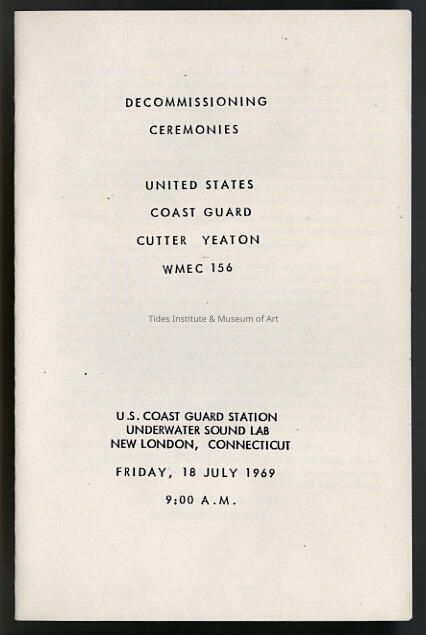 DECOMMISSIONING
CEREMONIES
UNITED STATES
COAST GUARD
CUTTER YEATON
WMEC 156
Tides Institute & Museum of Art
U.S. COAST GUARD STATION
UNDERWATER SOUND LAB
NEW LONDON, CONNECTICUT
FRIDAY, 18 JULY 1969
9:00 A.M.